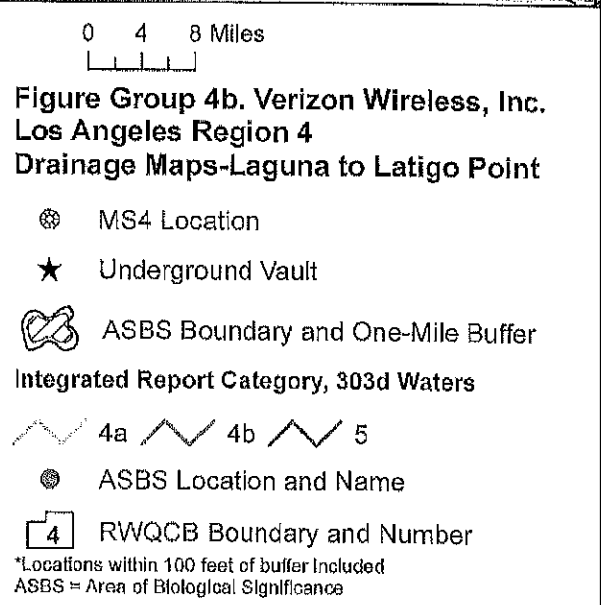 0 4 8 Miles
Figure Group 4b. Verizon Wireless, Inc.
Los Angeles Region 4
Drainage Maps-Laguna to Latigo Point
MS4 Location
Underground Vault
ASBS Boundary and One-Mile Buffer
Integrated Report Category, 303d Waters
4a 4b 5
ASBS Location and Name
4 RWQCB Boundary and Number
*Locations within 100 feet of buffer included
ASBS = Area of Biological Significance